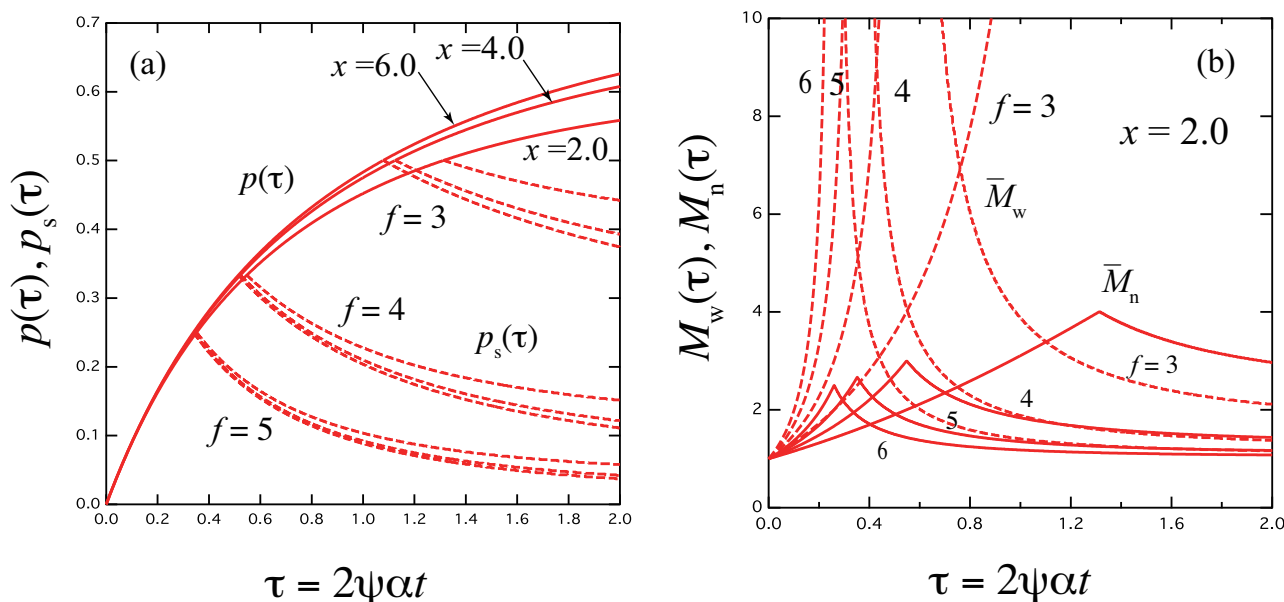 (a)
x =6.0
x =4.0
x =2.0
p(τ)
f = 3
f = 4
p_s(τ)
f = 5
p(τ), p_s(τ)
0.7
0.6
0.5
0.4
0.3
0.2
0.1
0.0
0.0 0.2 0.4 0.6 0.8 1.0 1.2 1.4 1.6 1.8 2.0
τ = 2ψαt
(b)
6 5 4 f = 3
x = 2.0
M̅_w
M̅_n
f = 3
4
5
6
M_w(τ), M_n(τ)
10
8
6
4
2
0
0.0 0.4 0.8 1.2 1.6 2.0
τ = 2ψαt